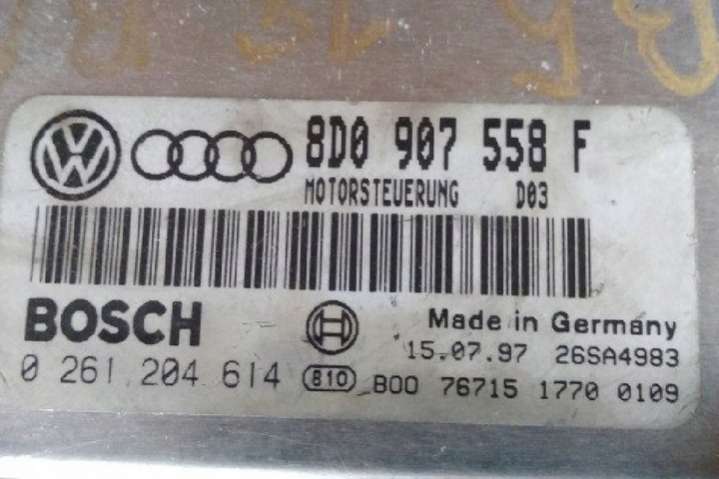 8D0 907 558 F
MOTORSTEUERUNG D03
BOSCH
Made in Germany
15.07.97 26SA4983
0 261 204 614 810 B00 76715 1770 0109